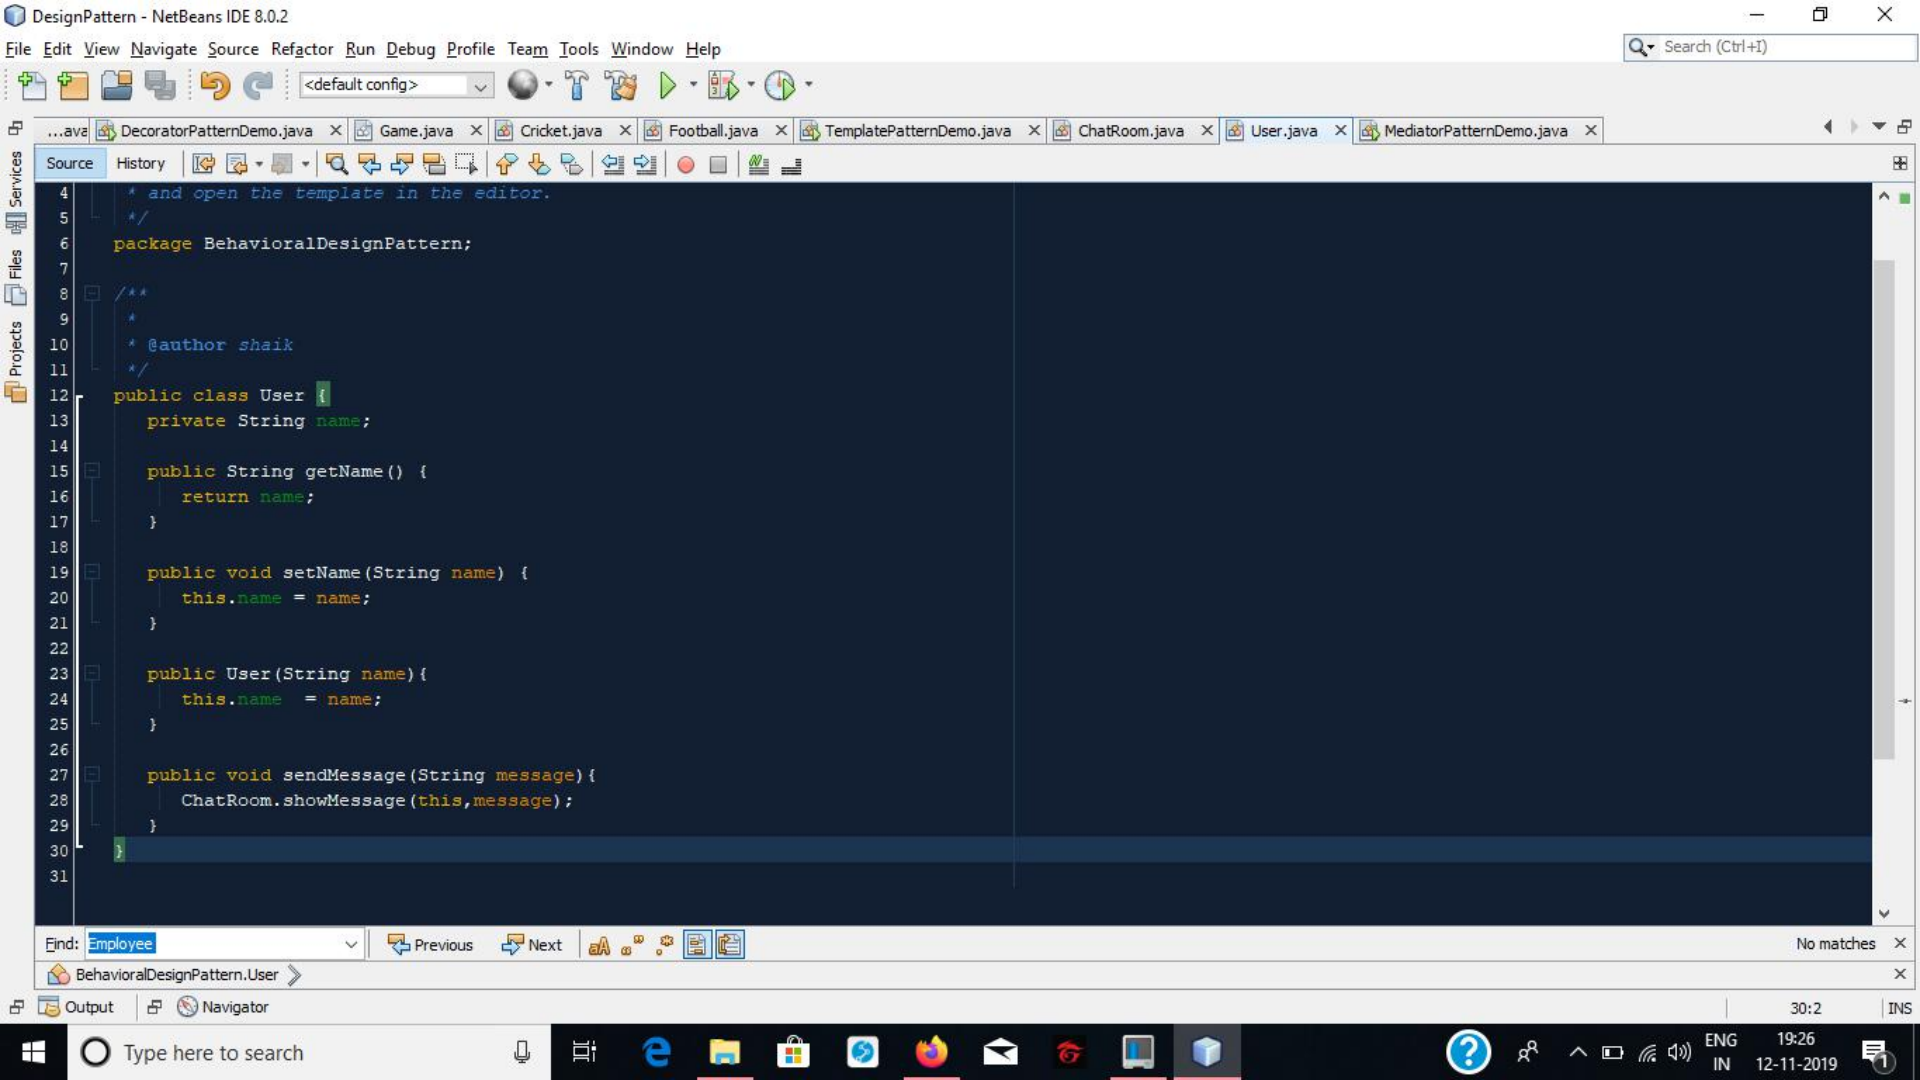 DesignPattern - NetBeans IDE 8.0.2
File Edit View Navigate Source Refactor Run Debug Profile Team Tools Window Help
Search (Ctrl+I)
<default config>
...ava DecoratorPatternDemo.java Game.java Cricket.java Football.java TemplatePatternDemo.java ChatRoom.java User.java MediatorPatternDemo.java
Source History
Services
Files
Projects
4 * and open the template in the editor.
5 */
6 package BehavioralDesignPattern;
7
8 /**
9 *
10 * @author shaik
11 */
12 public class User {
13 private String name;
14
15 public String getName() {
16 return name;
17 }
18
19 public void setName(String name) {
20 this.name = name;
21 }
22
23 public User(String name){
24 this.name  = name;
25 }
26
27 public void sendMessage(String message){
28 ChatRoom.showMessage(this,message);
29 }
30 }
31
Find: Employee Previous Next No matches
BehavioralDesignPattern.User
Output Navigator 30:2 INS
Type here to search
ENG
IN
19:26
12-11-2019
1